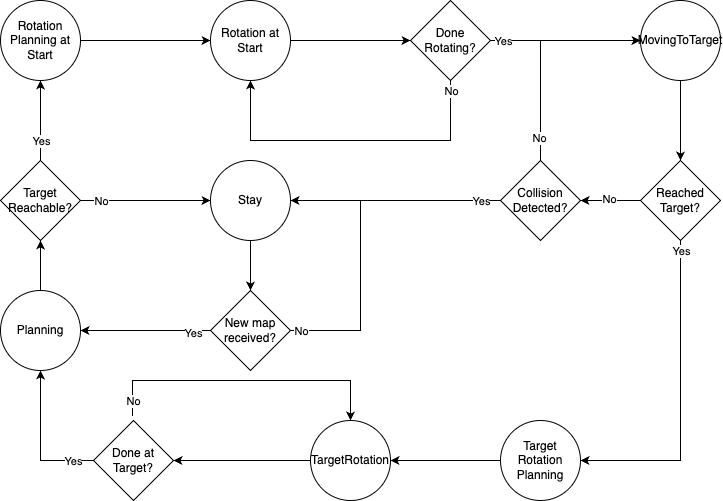 Rotation
Planning at
Start
Rotation at
Start
Done
Rotating?
Yes
MovingToTarget
No
Yes
No
Target
Reachable?
No
Stay
Yes
Collision
Detected?
No
Reached
Target?
Yes
Planning
Yes
New map
received?
No
No
Done at
Target?
Yes
TargetRotation
Target
Rotation
Planning